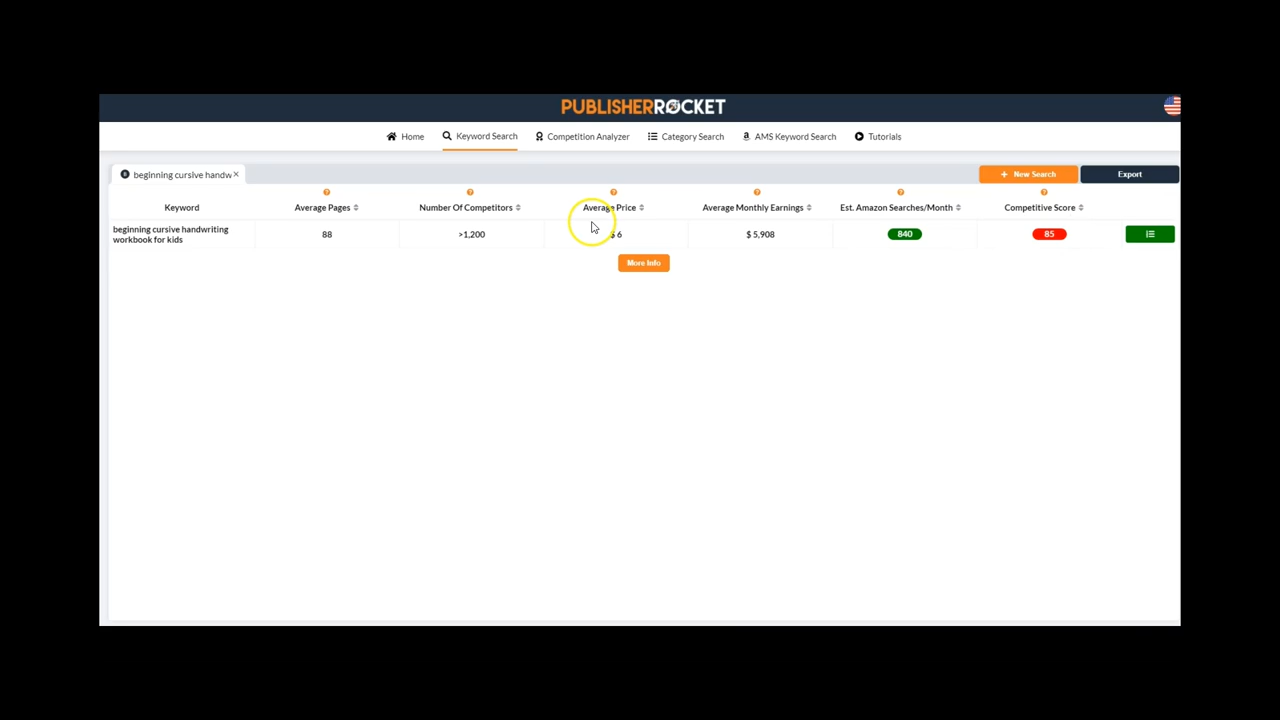 PUBLISHERROCKET
Home
Keyword Search
Competition Analyzer
Category Search
AMS Keyword Search
Tutorials
beginning cursive handw
New Search
Export
Keyword
Average Pages
Number Of Competitors
Average Price
Average Monthly Earnings
Est. Amazon Searches/Month
Competitive Score
beginning cursive handwriting
workbook for kids
88
>1,200
$ 6
$ 5,908
840
85
More Info